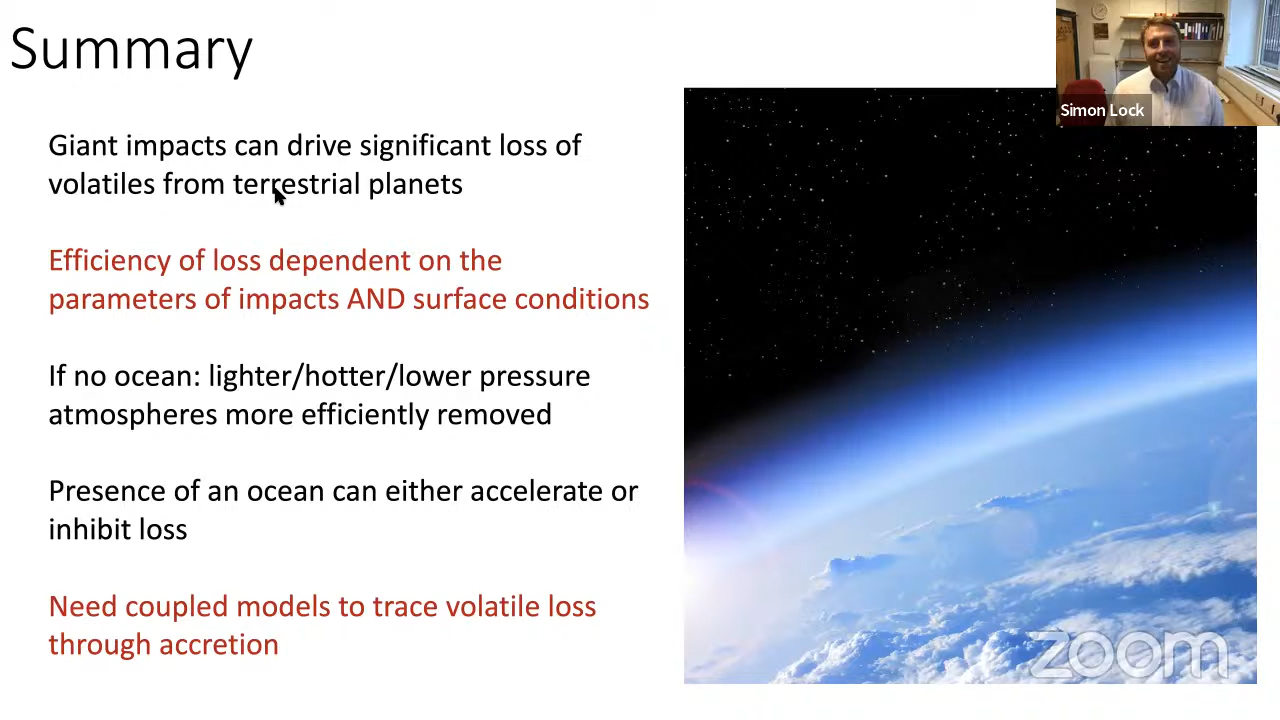 Summary
Simon Lock
Giant impacts can drive significant loss of
volatiles from terrestrial planets
Efficiency of loss dependent on the
parameters of impacts AND surface conditions
If no ocean: lighter/hotter/lower pressure
atmospheres more efficiently removed
Presence of an ocean can either accelerate or
inhibit loss
Need coupled models to trace volatile loss
through accretion
zoom